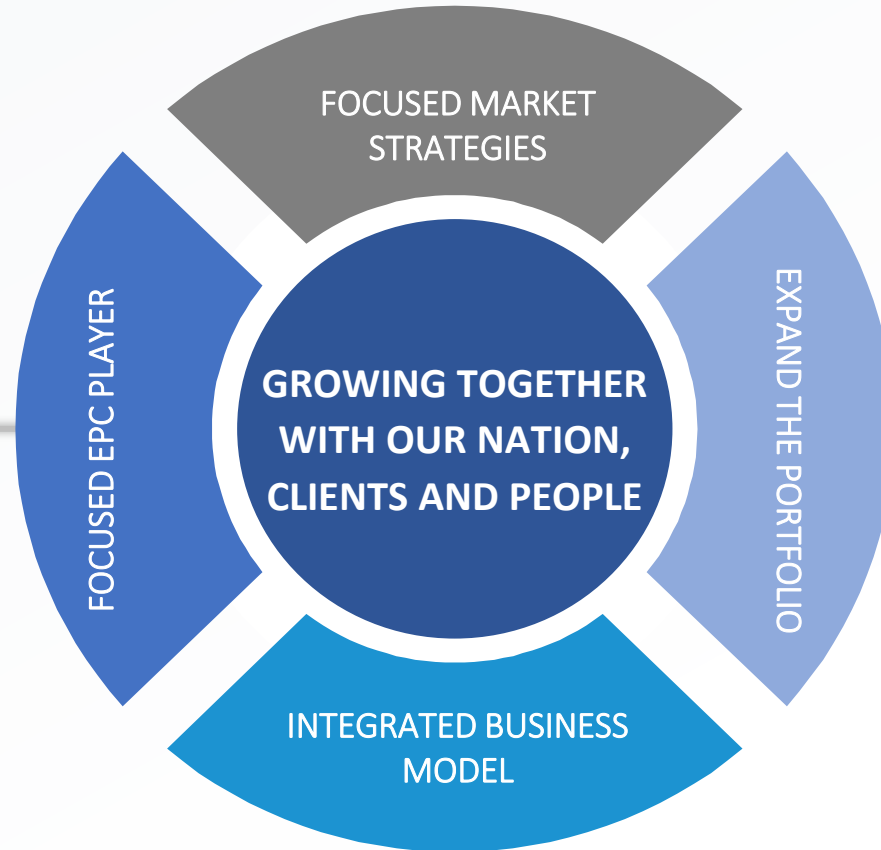 FOCUSED MARKET
STRATEGIES
FOCUSED EPC PLAYER
GROWING TOGETHER
WITH OUR NATION,
CLIENTS AND PEOPLE
EXPAND THE PORTFOLIO
INTEGRATED BUSINESS
MODEL